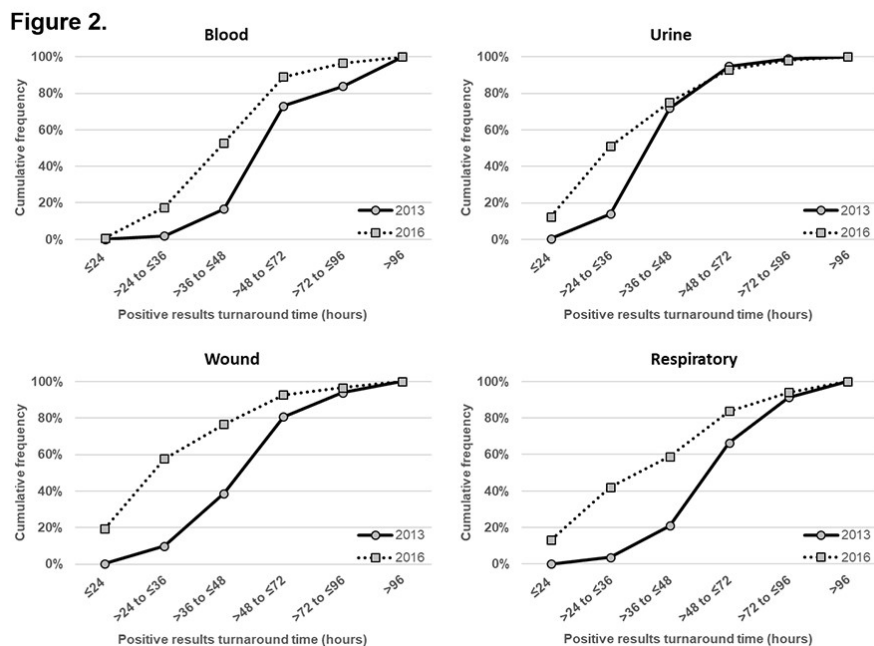 Figure 2.
Blood
100%
80%
60%
40%
20%
0%
Cumulative frequency
2013
2016
≤24
>24 to ≤36
>36 to ≤48
>48 to ≤72
>72 to ≤96
>96
Positive results turnaround time (hours)
Urine
100%
80%
60%
40%
20%
0%
Cumulative frequency
2013
2016
≤24
>24 to ≤36
>36 to ≤48
>48 to ≤72
>72 to ≤96
>96
Positive results turnaround time (hours)
Wound
100%
80%
60%
40%
20%
0%
Cumulative frequency
2013
2016
≤24
>24 to ≤36
>36 to ≤48
>48 to ≤72
>72 to ≤96
>96
Positive results turnaround time (hours)
Respiratory
100%
80%
60%
40%
20%
0%
Cumulative frequency
2013
2016
≤24
>24 to ≤36
>36 to ≤48
>48 to ≤72
>72 to ≤96
>96
Positive results turnaround time (hours)